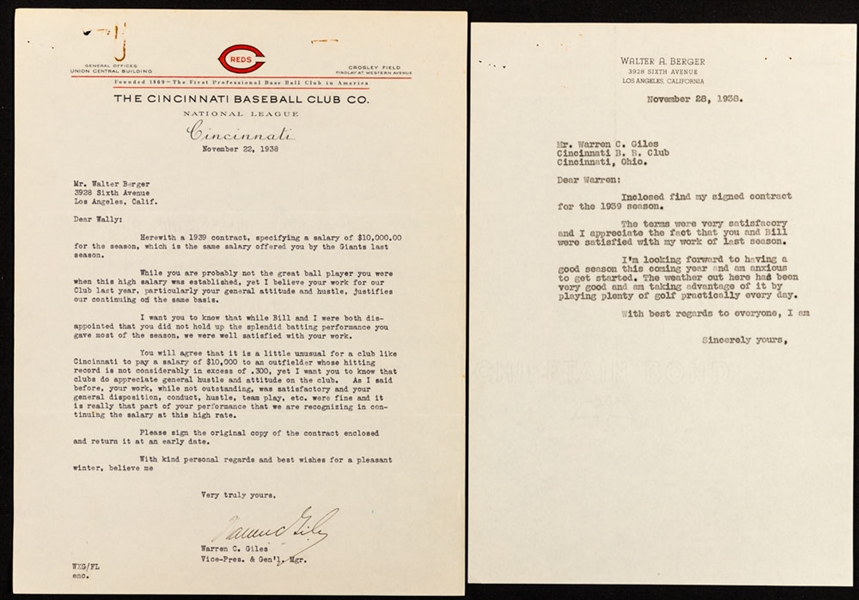 REDS
GENERAL OFFICES
UNION CENTRAL BUILDING
CROSLEY FIELD
FINDLAY AT WESTERN AVENUE
Founded 1869—The First Professional Base Ball Club in America
THE CINCINNATI BASEBALL CLUB CO.
NATIONAL LEAGUE
Cincinnati
November 22, 1938
Mr. Walter Berger
3928 Sixth Avenue
Los Angeles, Calif.
Dear Wally:
Herewith a 1939 contract, specifying a salary of $10,000.00
for the season, which is the same salary offered you by the Giants last
season.
While you are probably not the great ball player you were
when this high salary was established, yet I believe your work for our
Club last year, particularly your general attitude and hustle, justifies
our continuing on the same basis.
I want you to know that while Bill and I were both dis-
appointed that you did not hold up the splendid batting performance you
gave most of the season, we were well satisfied with your work.
You will agree that it is a little unusual for a club like
Cincinnati to pay a salary of $10,000 to an outfielder whose hitting
record is not considerably in excess of .300, yet I want you to know that
clubs do appreciate general hustle and attitude on the club. As I said
before, your work, while not outstanding, was satisfactory and your
general disposition, conduct, hustle, team play, etc. were fine and it
is really that part of your performance that we are recognizing in con-
tinuing the salary at this high rate.
Please sign the original copy of the contract enclosed
and return it at an early date.
With kind personal regards and best wishes for a pleasant
winter, believe me
Very truly yours,
Warren C Giles
Warren C. Giles
Vice-Pres. & Gen'l. Mgr.
WCG/FL
enc.
WALTER A. BERGER
3928 SIXTH AVENUE
LOS ANGELES, CALIFORNIA
November 28, 1938.
Mr. Warren C. Giles
Cincinnati B. B. Club
Cincinnati, Ohio.
Dear Warren:
Inclosed find my signed contract
for the 1939 season.
The terms were very satisfacory
and I appreciate the fact that you and Bill
were satisfied with my work of last season.
I'm looking forward to having a
good season this coming year and am anxious
to get started. The weather out here has been
very good and am taking advantage of it by
playing plenty of golf practically every day.
With best regards to everyone, I am
Sincerely yours,